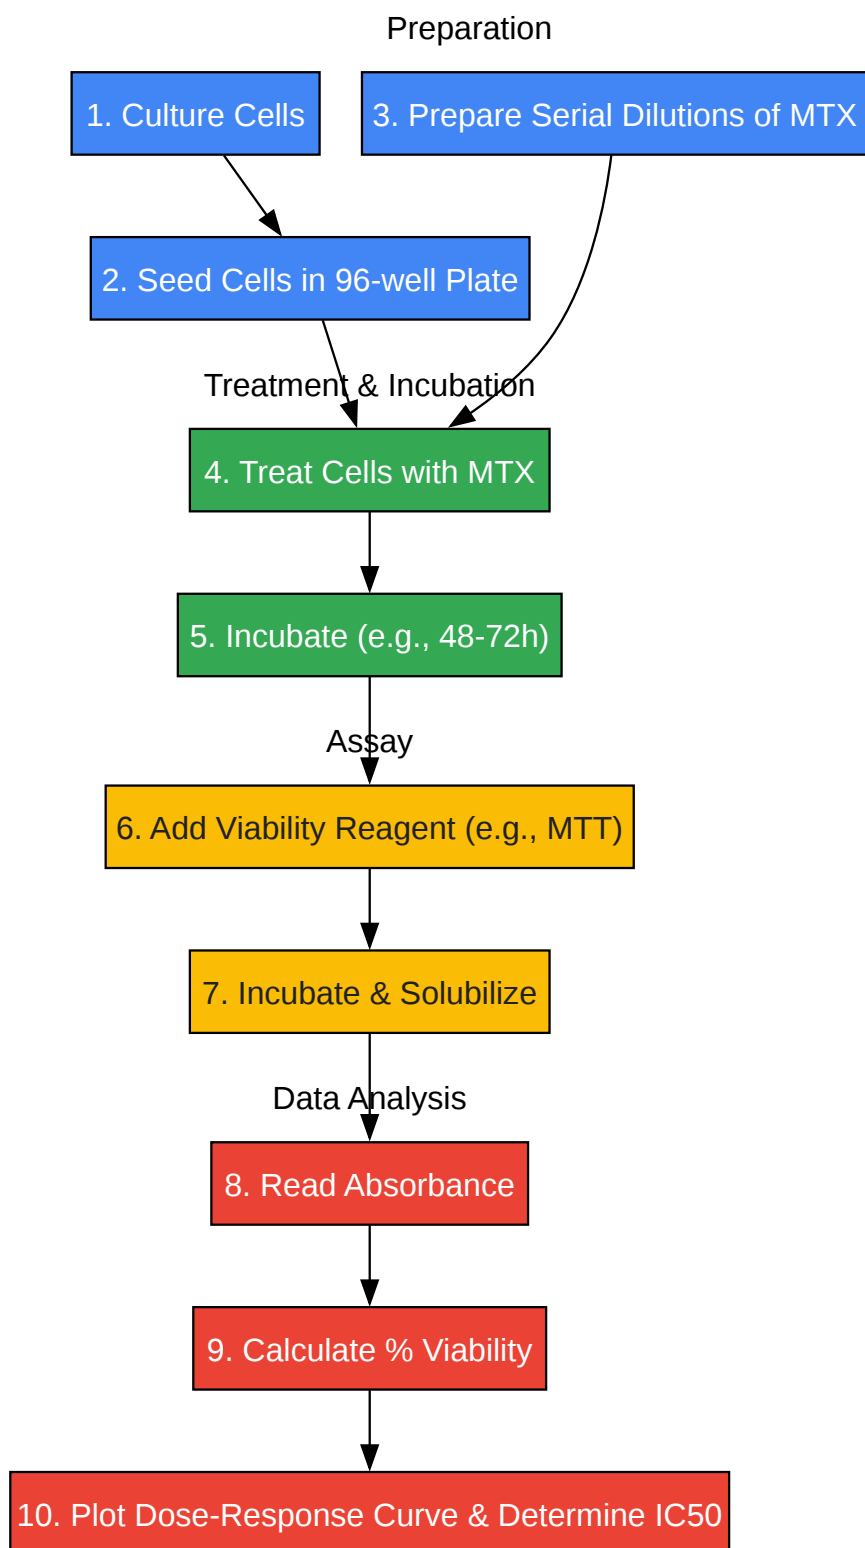 Preparation
1. Culture Cells
3. Prepare Serial Dilutions of MTX
2. Seed Cells in 96-well Plate
Treatment & Incubation
4. Treat Cells with MTX
5. Incubate (e.g., 48-72h)
Assay
6. Add Viability Reagent (e.g., MTT)
7. Incubate & Solubilize
Data Analysis
8. Read Absorbance
9. Calculate % Viability
10. Plot Dose-Response Curve & Determine IC50